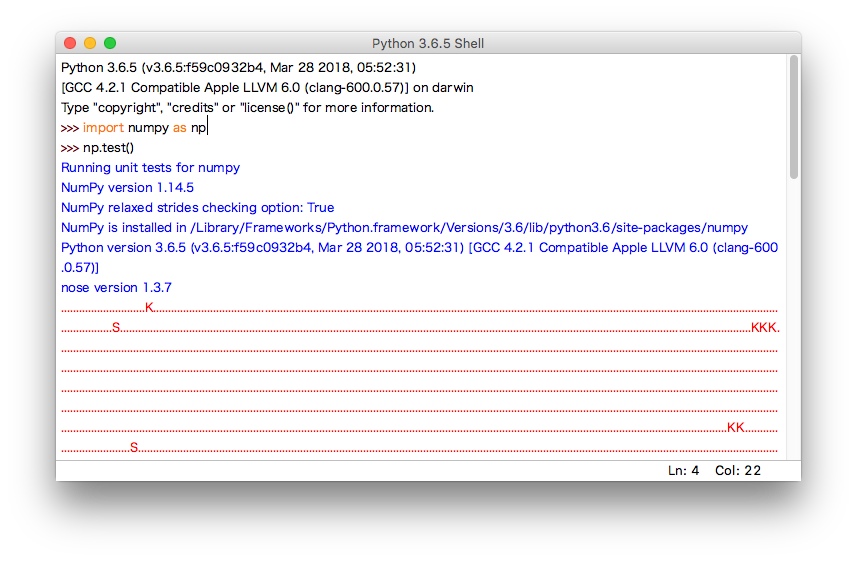 Python 3.6.5 Shell
Python 3.6.5 (v3.6.5:f59c0932b4, Mar 28 2018, 05:52:31)
[GCC 4.2.1 Compatible Apple LLVM 6.0 (clang-600.0.57)] on darwin
Type "copyright", "credits" or "license()" for more information.
>>> import numpy as np
>>> np.test()
Running unit tests for numpy
NumPy version 1.14.5
NumPy relaxed strides checking option: True
NumPy is installed in /Library/Frameworks/Python.framework/Versions/3.6/lib/python3.6/site-packages/numpy
Python version 3.6.5 (v3.6.5:f59c0932b4, Mar 28 2018, 05:52:31) [GCC 4.2.1 Compatible Apple LLVM 6.0 (clang-600
.0.57)]
nose version 1.3.7
............................K................................................................................................................................................................................................................
.................S..................................................................................................................................................................................................................KKK.
...............................................................................................................................................................................................................................................
...............................................................................................................................................................................................................................................
...............................................................................................................................................................................................................................................
...............................................................................................................................................................................................................................................
..............................................................................................................................................................................................................................KK...........
.......................S.....................................................................................................................................................................................................................
Ln: 4 Col: 22